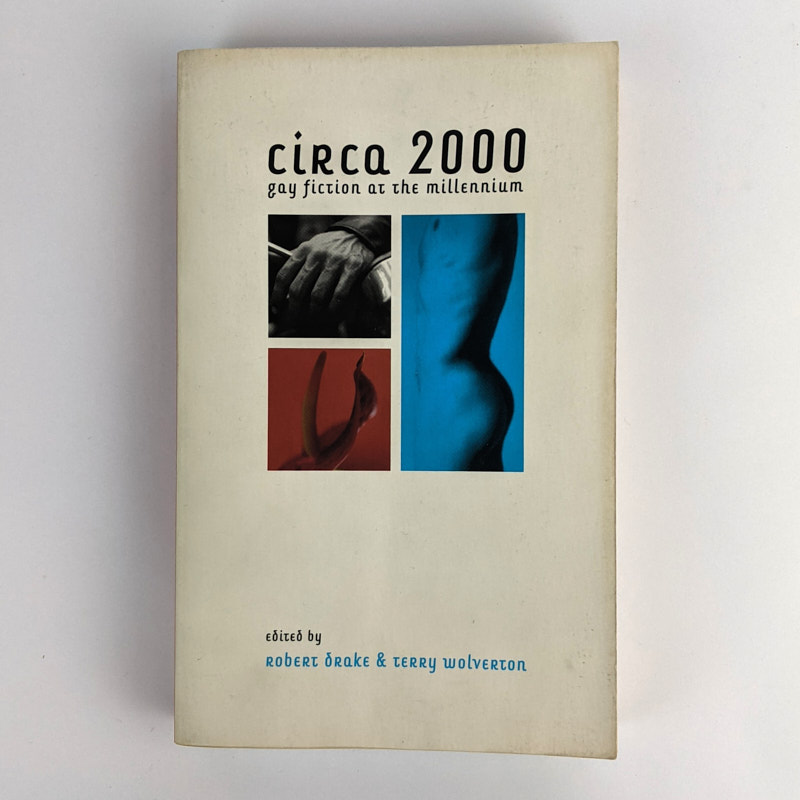 circa 2000
gay fiction at the millennium
edited by
Robert Drake & Terry Wolverton